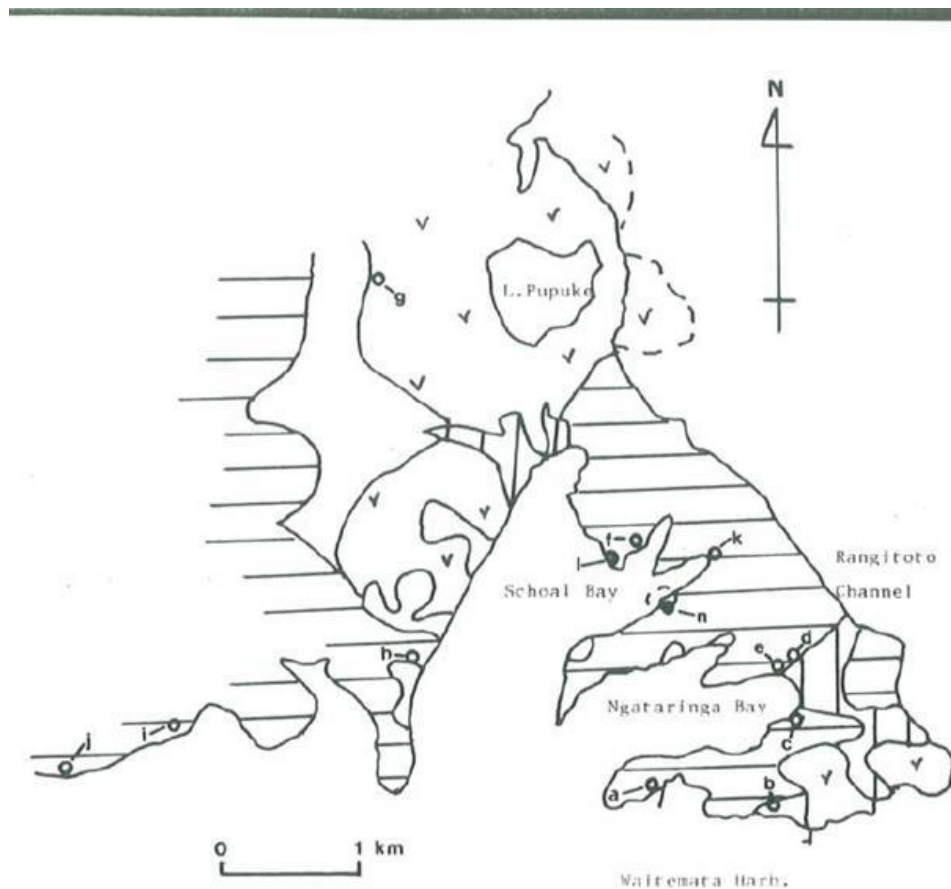 N
L.Pupuke
g
f
k
l
Rangitoto
Channel
Schoal Bay
n
h
e
d
Ngataringa Bay
i
c
j
a
b
0
1 km
Waitemata Harb.